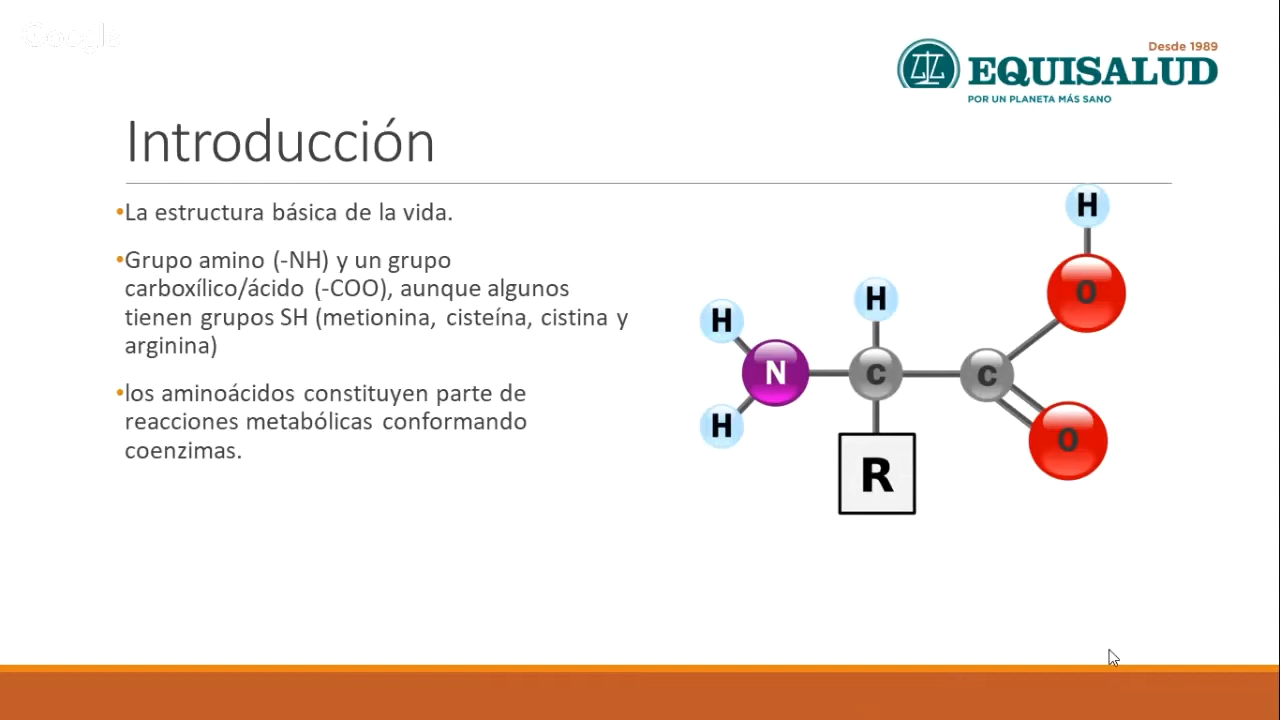 Google
Desde 1989
EQUISALUD
POR UN PLANETA MÁS SANO
Introducción
•La estructura básica de la vida.
•Grupo amino (-NH) y un grupo
carboxílico/ácido (-COO), aunque algunos
tienen grupos SH (metionina, cisteína, cistina y
arginina)
•los aminoácidos constituyen parte de
reacciones metabólicas conformando
coenzimas.
H
O
H
H
N
C
C
H
O
R